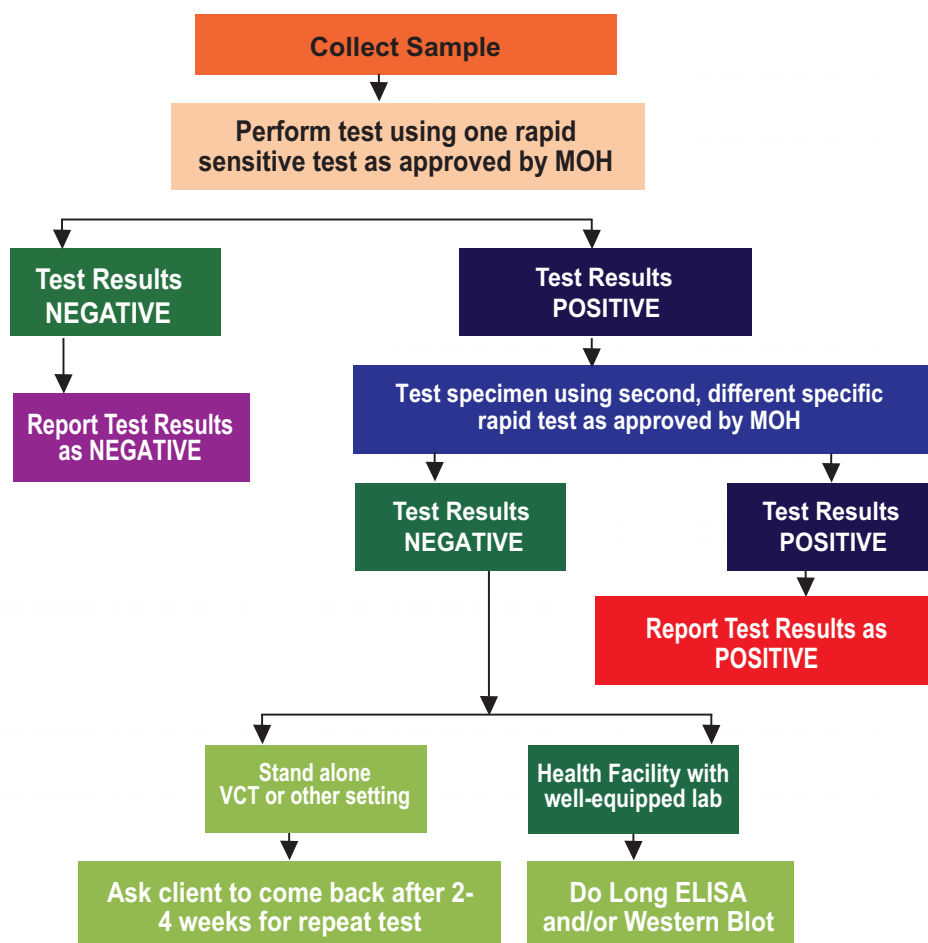 Collect Sample
Perform test using one rapid
sensitive test as approved by MOH
Test Results
NEGATIVE
Test Results
POSITIVE
Report Test Results
as NEGATIVE
Test specimen using second, different specific
rapid test as approved by MOH
Test Results
NEGATIVE
Test Results
POSITIVE
Report Test Results as
POSITIVE
Stand alone
VCT or other setting
Health Facility with
well-equipped lab
Ask client to come back after 2-
4 weeks for repeat test
Do Long ELISA
and/or Western Blot